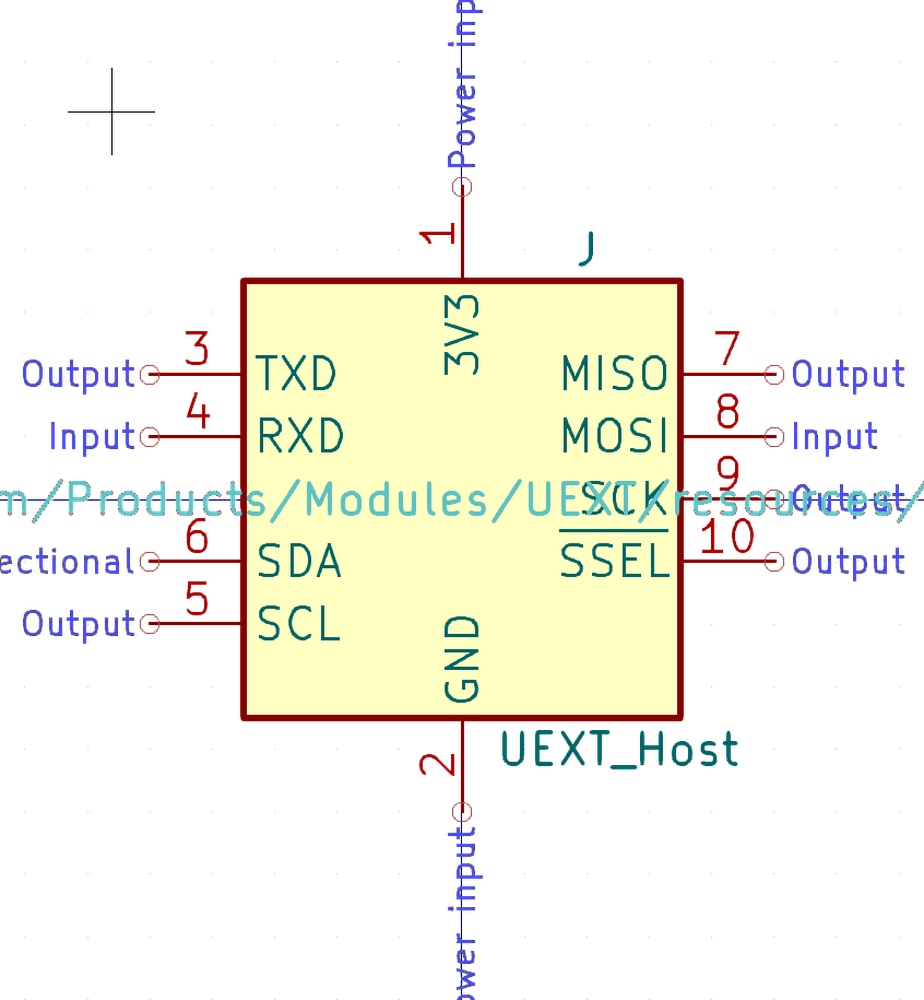 Power inp
1
J
3V3
Output 3 TXD MISO 7 Output
Input 4 RXD MOSI 8 Input
m/Products/Modules/UEXT/resources/
SCK 9 Output
ectional 6 SDA SSEL 10 Output
Output 5 SCL
GND
UEXT_Host
2
ower input